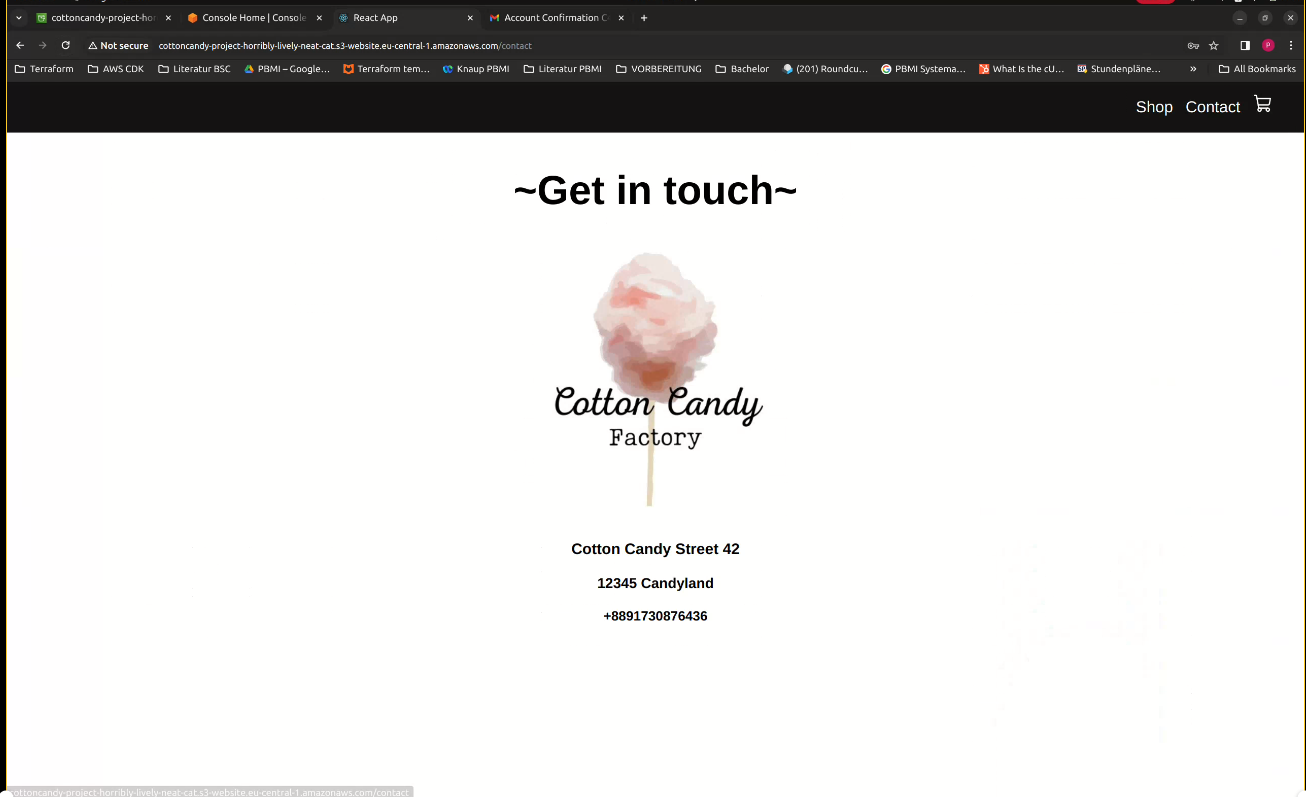 cottoncandy-project-ho
Console Home | Console
React App
Account Confirmation C
Not secure
cottoncandy-project-horribly-lively-neat-cat.s3-website.eu-central-1.amazonaws.com/contact
P
Terraform
AWS CDK
Literatur BSC
PBMI – Google…
Terraform tem…
Knaup PBMI
Literatur PBMI
VORBEREITUNG
Bachelor
(201) Roundcu…
PBMI Systema…
What Is the cU…
Stundenpläne…
»
All Bookmarks
Shop
Contact
~Get in touch~
Cotton Candy
Factory
Cotton Candy Street 42
12345 Candyland
+8891730876436
cottoncandy-project-horribly-lively-neat-cat.s3-website.eu-central-1.amazonaws.com/contact